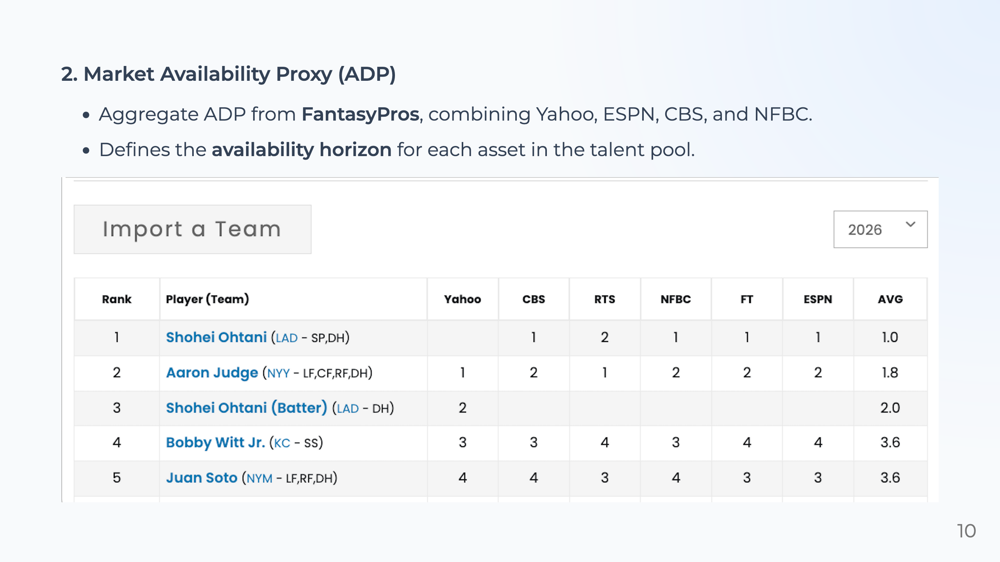 2. Market Availability Proxy (ADP)
• Aggregate ADP from FantasyPros, combining Yahoo, ESPN, CBS, and NFBC.
• Defines the availability horizon for each asset in the talent pool.
Import a Team
2026
Rank Player (Team) Yahoo CBS RTS NFBC FT ESPN AVG
1 Shohei Ohtani (LAD - SP,DH) 1 2 1 1 1 1.0
2 Aaron Judge (NYY - LF,CF,RF,DH) 1 2 1 2 2 2 1.8
3 Shohei Ohtani (Batter) (LAD - DH) 2 2.0
4 Bobby Witt Jr. (KC - SS) 3 3 4 3 4 4 3.6
5 Juan Soto (NYM - LF,RF,DH) 4 4 3 4 3 3 3.6
10